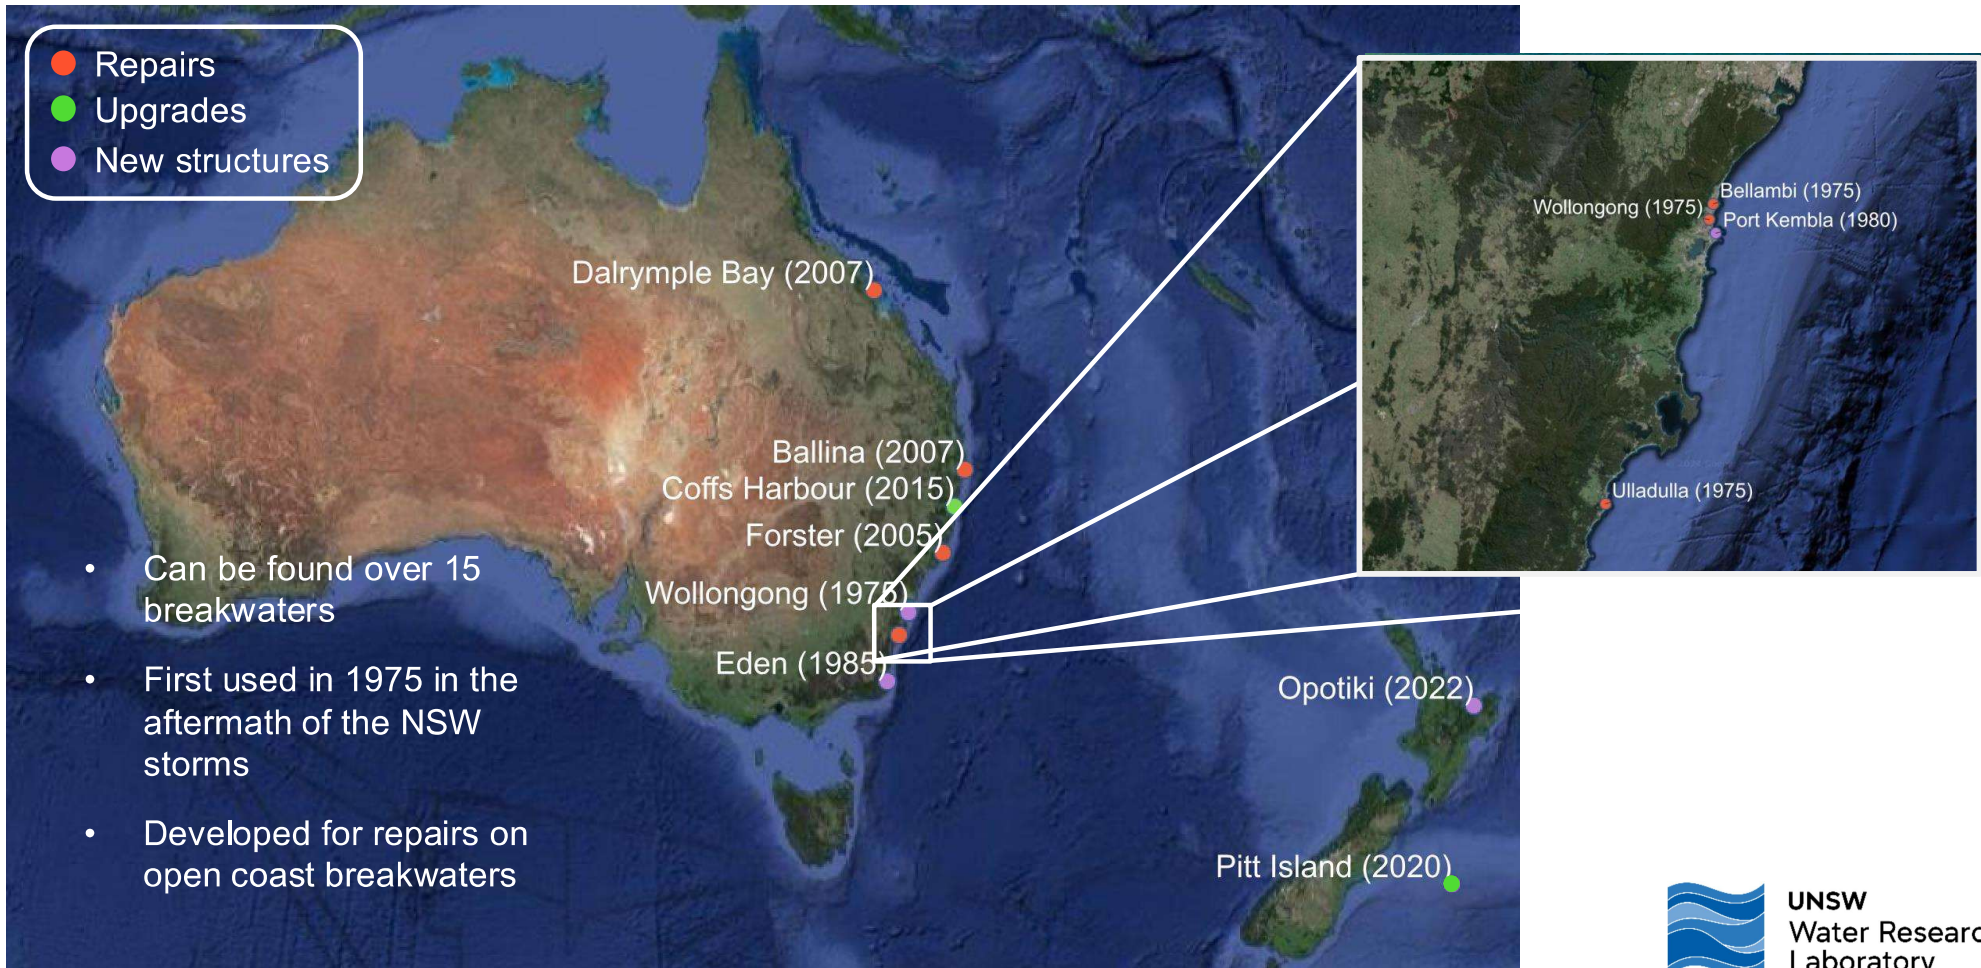 Repairs
Upgrades
New structures
Dalrymple Bay (2007)
Ballina (2007)
Coffs Harbour (2015)
Forster (2005)
Wollongong (1975)
Eden (1985)
• Can be found over 15
breakwaters
• First used in 1975 in the
aftermath of the NSW
storms
• Developed for repairs on
open coast breakwaters
Bellambi (1975)
Wollongong (1975)
Port Kembla (1980)
Ulladulla (1975)
Opotiki (2022)
Pitt Island (2020)
UNSW
Water Researc
Laboratory